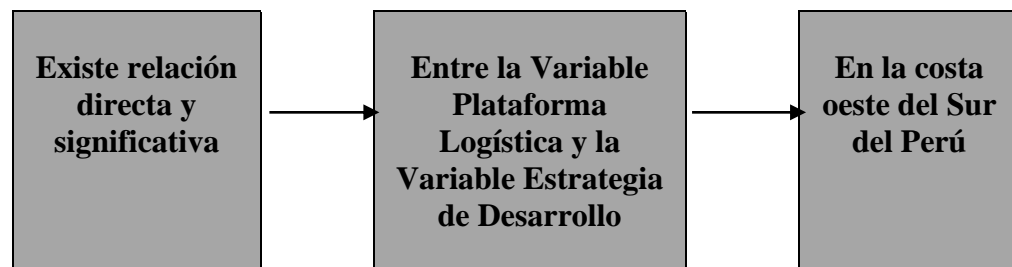 Existe relación
directa y
significativa
Entre la Variable
Plataforma
Logística y la
Variable Estrategia
de Desarrollo
En la costa
oeste del Sur
del Perú